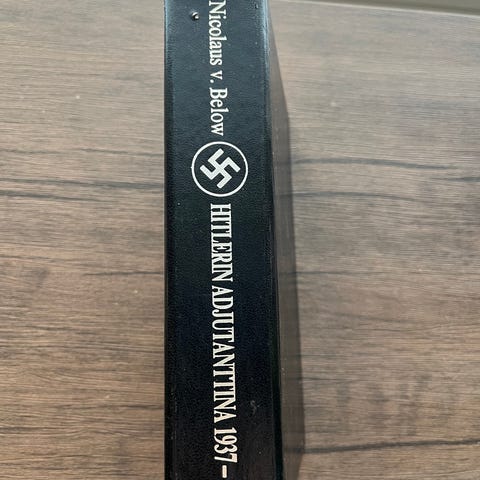 Nicolaus v. Below
HITLERIN ADJUTANTTINA 1937–